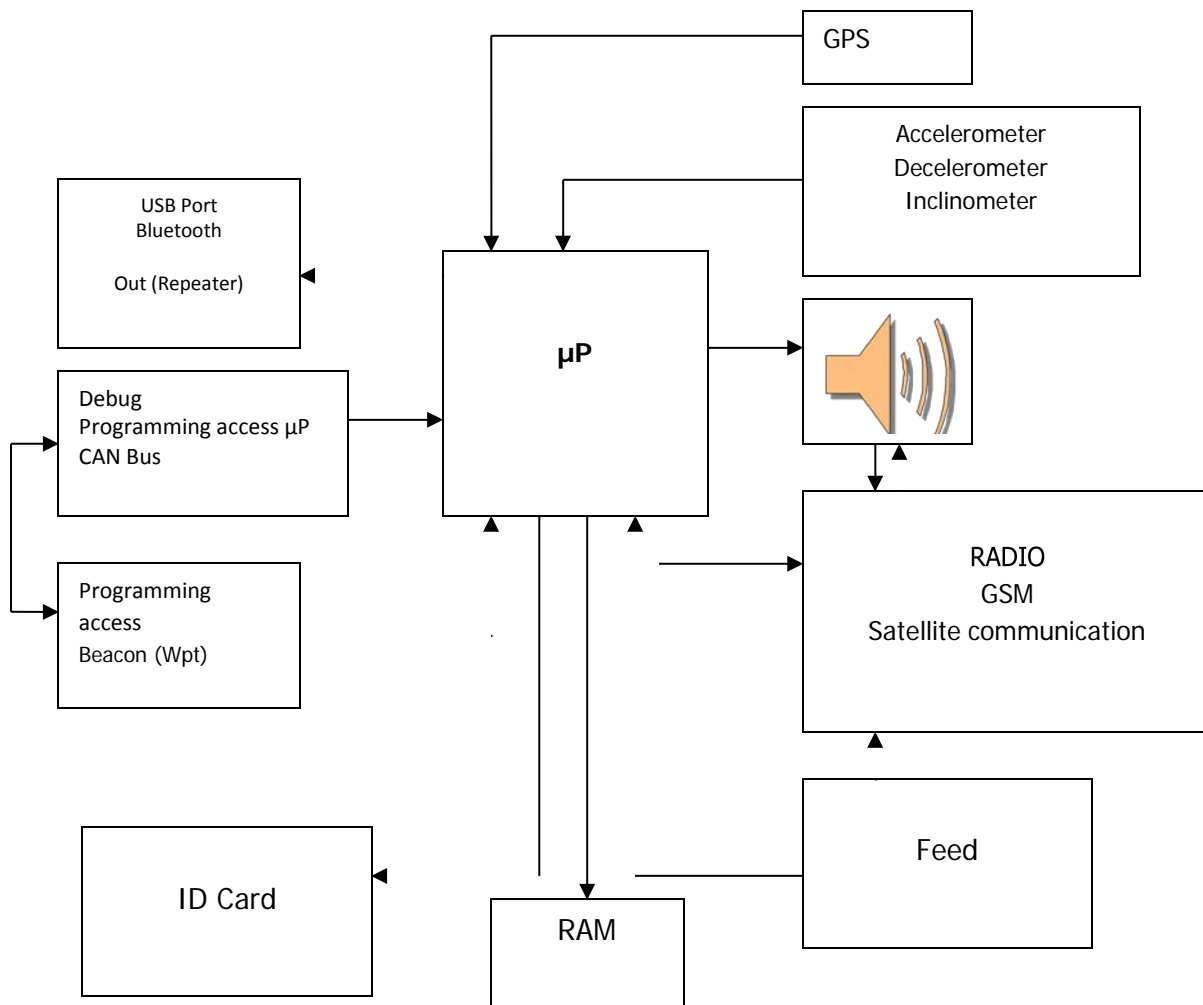 GPS
Accelerometer
Decelerometer
Inclinometer
USB Port
Bluetooth
Out (Repeater)
µP
Debug
Programming access µP
CAN Bus
RADIO
GSM
Satellite communication
Programming
access
Beacon (Wpt)
Feed
ID Card
RAM